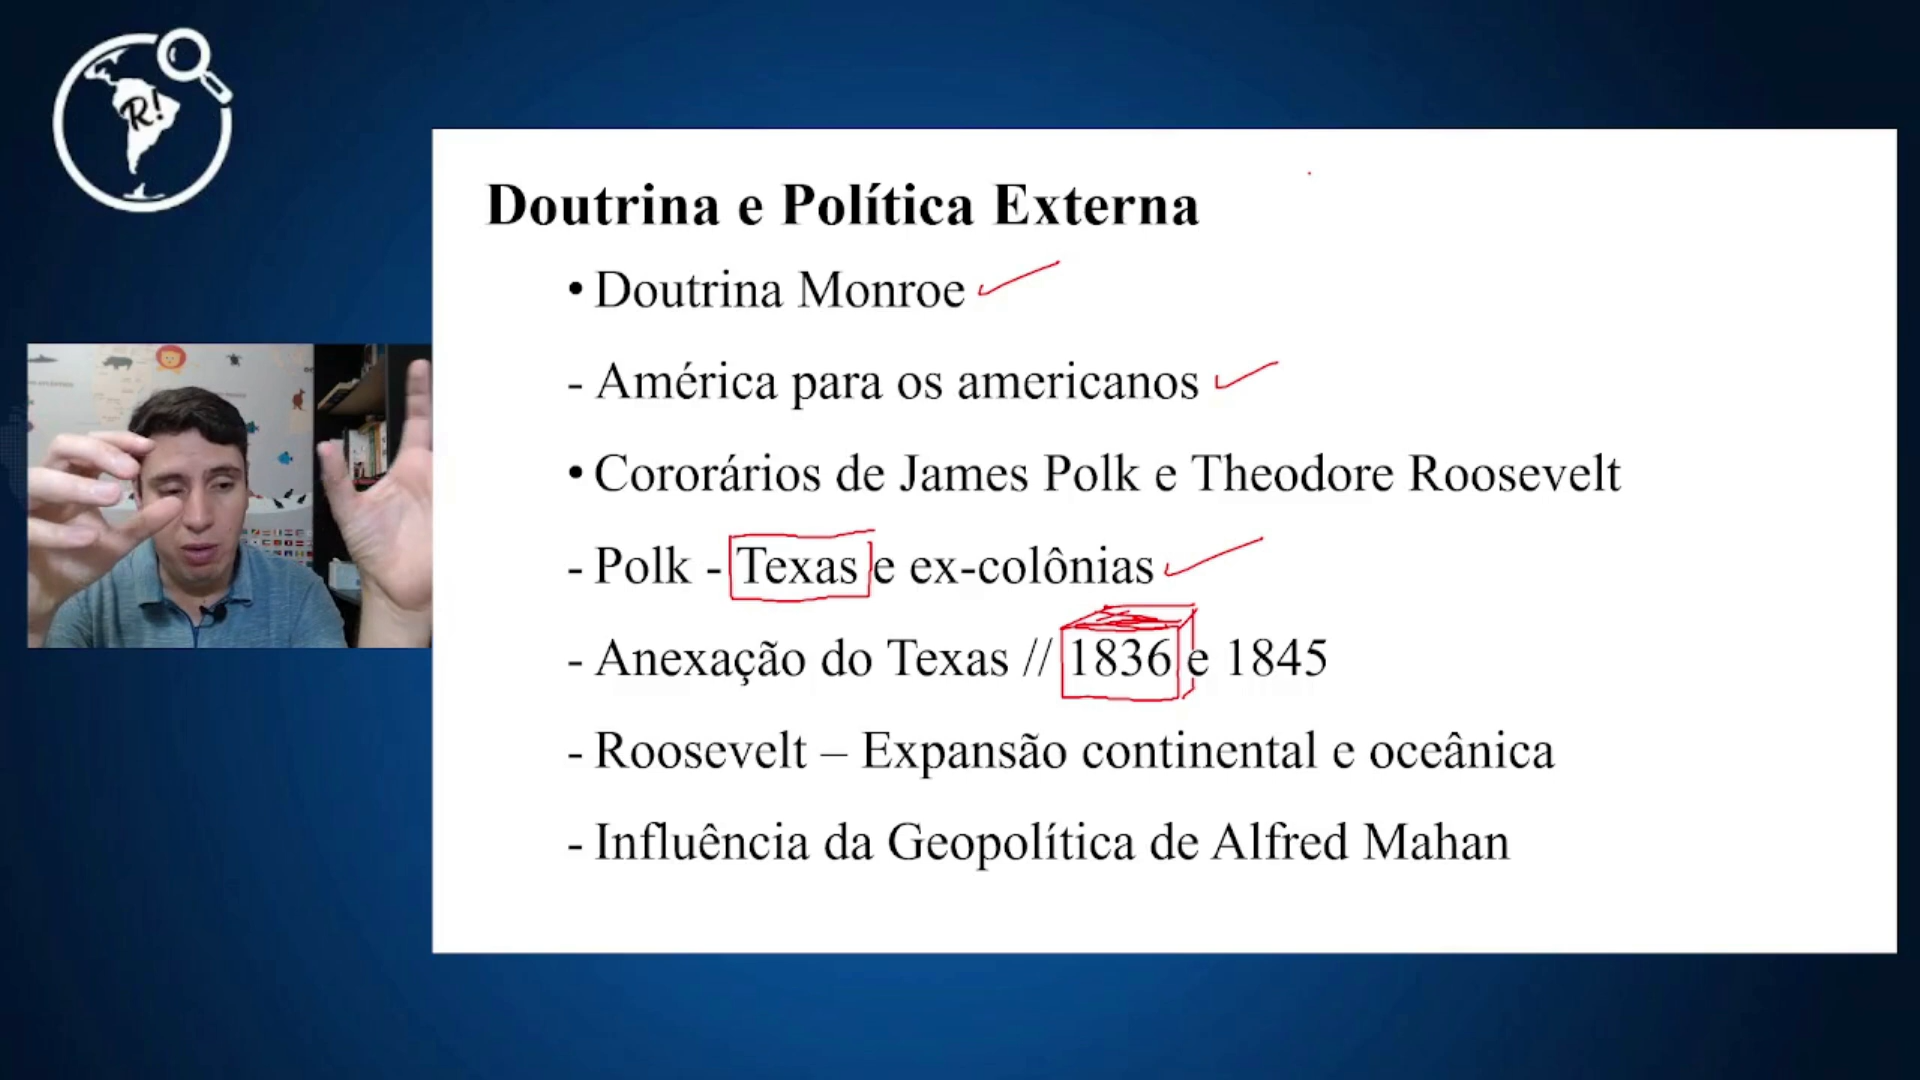 R!
Doutrina e Política Externa
• Doutrina Monroe
- América para os americanos
• Cororários de James Polk e Theodore Roosevelt
- Polk - Texas e ex-colônias
- Anexação do Texas // 1836 e 1845
- Roosevelt – Expansão continental e oceânica
- Influência da Geopolítica de Alfred Mahan